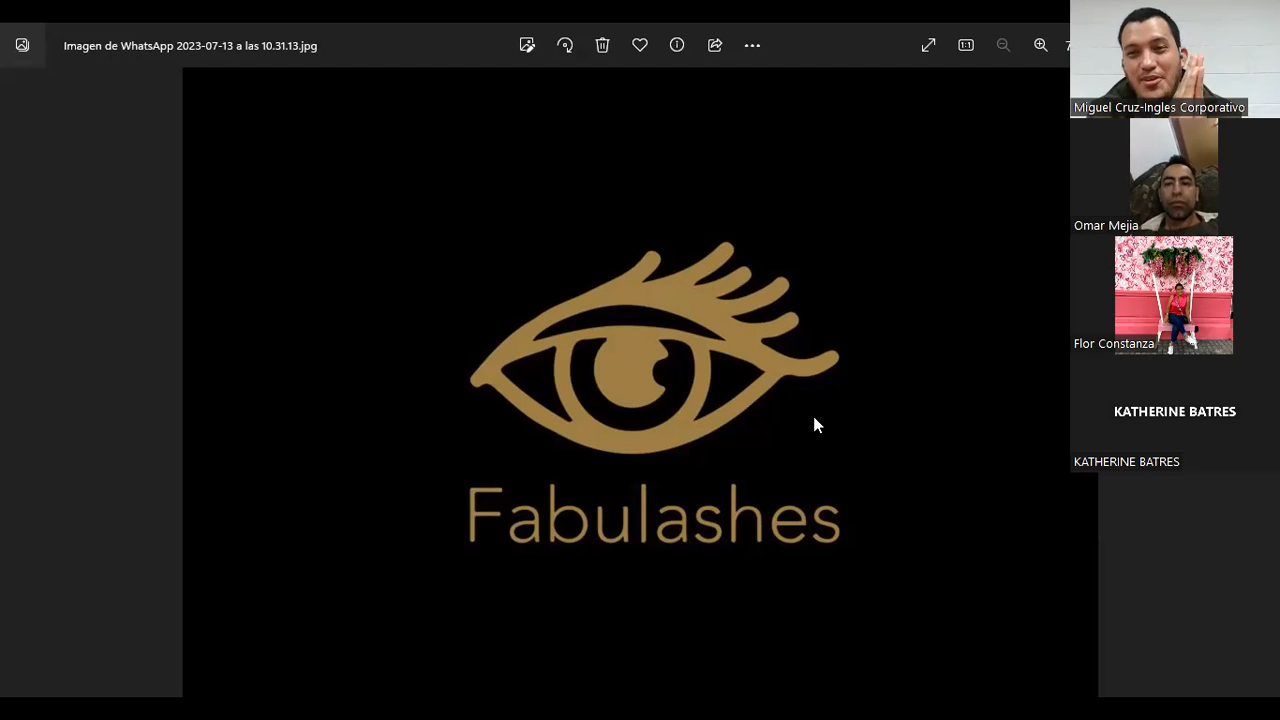 Imagen de WhatsApp 2023-07-13 a las 10.31.13.jpg
Miguel Cruz-Ingles Corporativo
Omar Mejia
Flor Constanza
KATHERINE BATRES
KATHERINE BATRES
Fabulashes